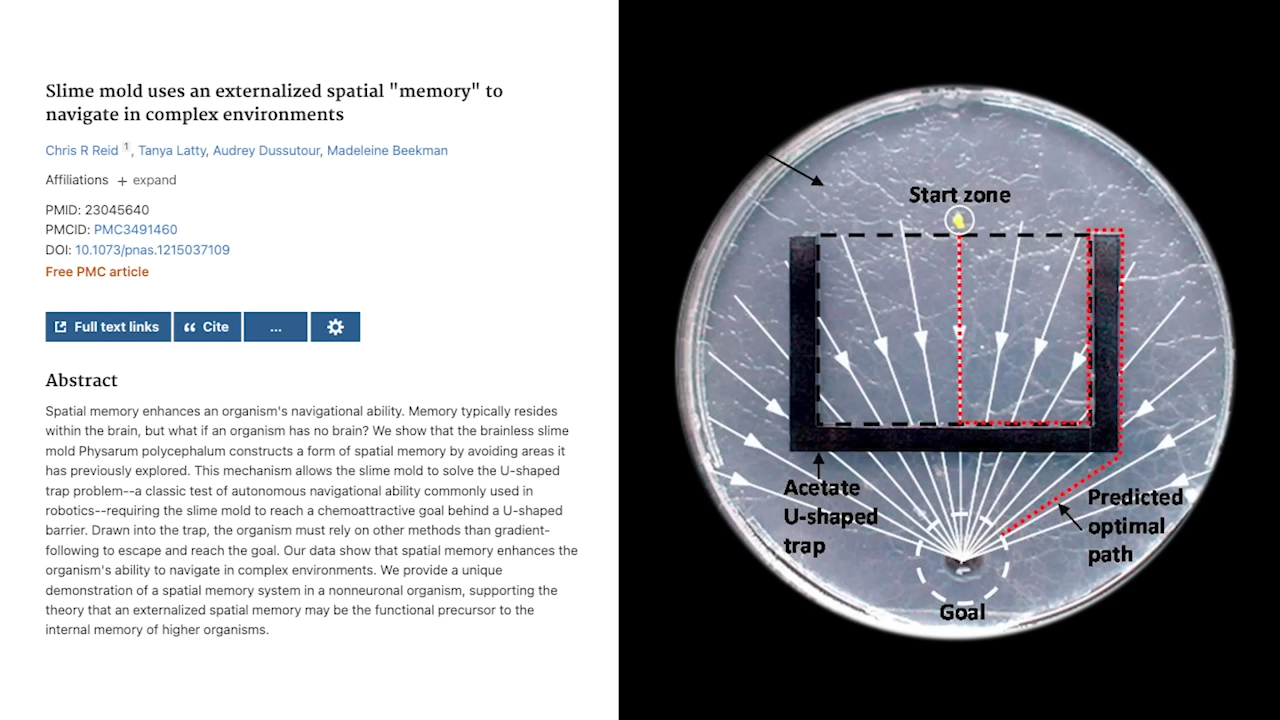 Slime mold uses an externalized spatial "memory" to
navigate in complex environments
Chris R Reid 1, Tanya Latty, Audrey Dussutour, Madeleine Beekman
Affiliations + expand
PMID: 23045640
PMCID: PMC3491460
DOI: 10.1073/pnas.1215037109
Free PMC article
Full text links
Cite
...
Abstract
Spatial memory enhances an organism's navigational ability. Memory typically resides
within the brain, but what if an organism has no brain? We show that the brainless slime
mold Physarum polycephalum constructs a form of spatial memory by avoiding areas it
has previously explored. This mechanism allows the slime mold to solve the U-shaped
trap problem--a classic test of autonomous navigational ability commonly used in
robotics--requiring the slime mold to reach a chemoattractive goal behind a U-shaped
barrier. Drawn into the trap, the organism must rely on other methods than gradient-
following to escape and reach the goal. Our data show that spatial memory enhances the
organism's ability to navigate in complex environments. We provide a unique
demonstration of a spatial memory system in a nonneuronal organism, supporting the
theory that an externalized spatial memory may be the functional precursor to the
internal memory of higher organisms.
Start zone
Acetate
U-shaped
trap
Predicted
optimal
path
Goal